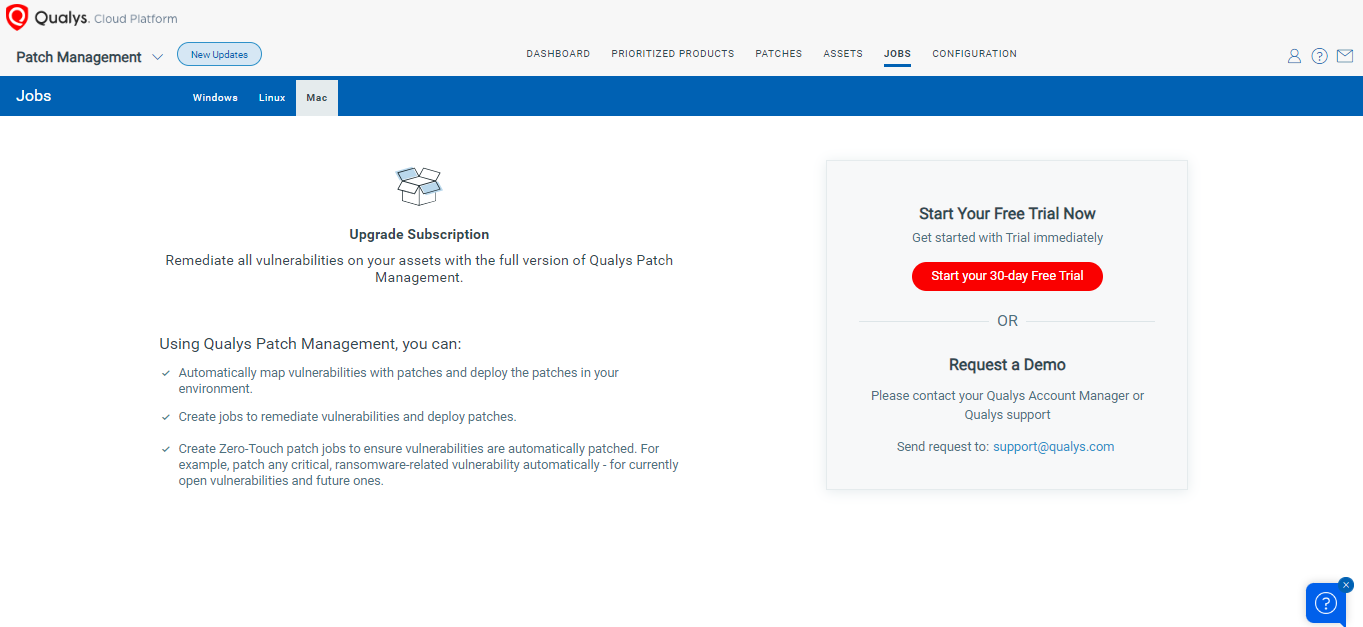 Qualys. Cloud Platform
Patch Management
New Updates
DASHBOARD
PRIORITIZED PRODUCTS
PATCHES
ASSETS
JOBS
CONFIGURATION
Jobs
Windows
Linux
Mac
Upgrade Subscription
Remediate all vulnerabilities on your assets with the full version of Qualys Patch
Management.
Using Qualys Patch Management, you can:
Automatically map vulnerabilities with patches and deploy the patches in your
environment.
Create jobs to remediate vulnerabilities and deploy patches.
Create Zero-Touch patch jobs to ensure vulnerabilities are automatically patched. For
example, patch any critical, ransomware-related vulnerability automatically - for currently
open vulnerabilities and future ones.
Start Your Free Trial Now
Get started with Trial immediately
Start your 30-day Free Trial
OR
Request a Demo
Please contact your Qualys Account Manager or
Qualys support
Send request to: support@qualys.com